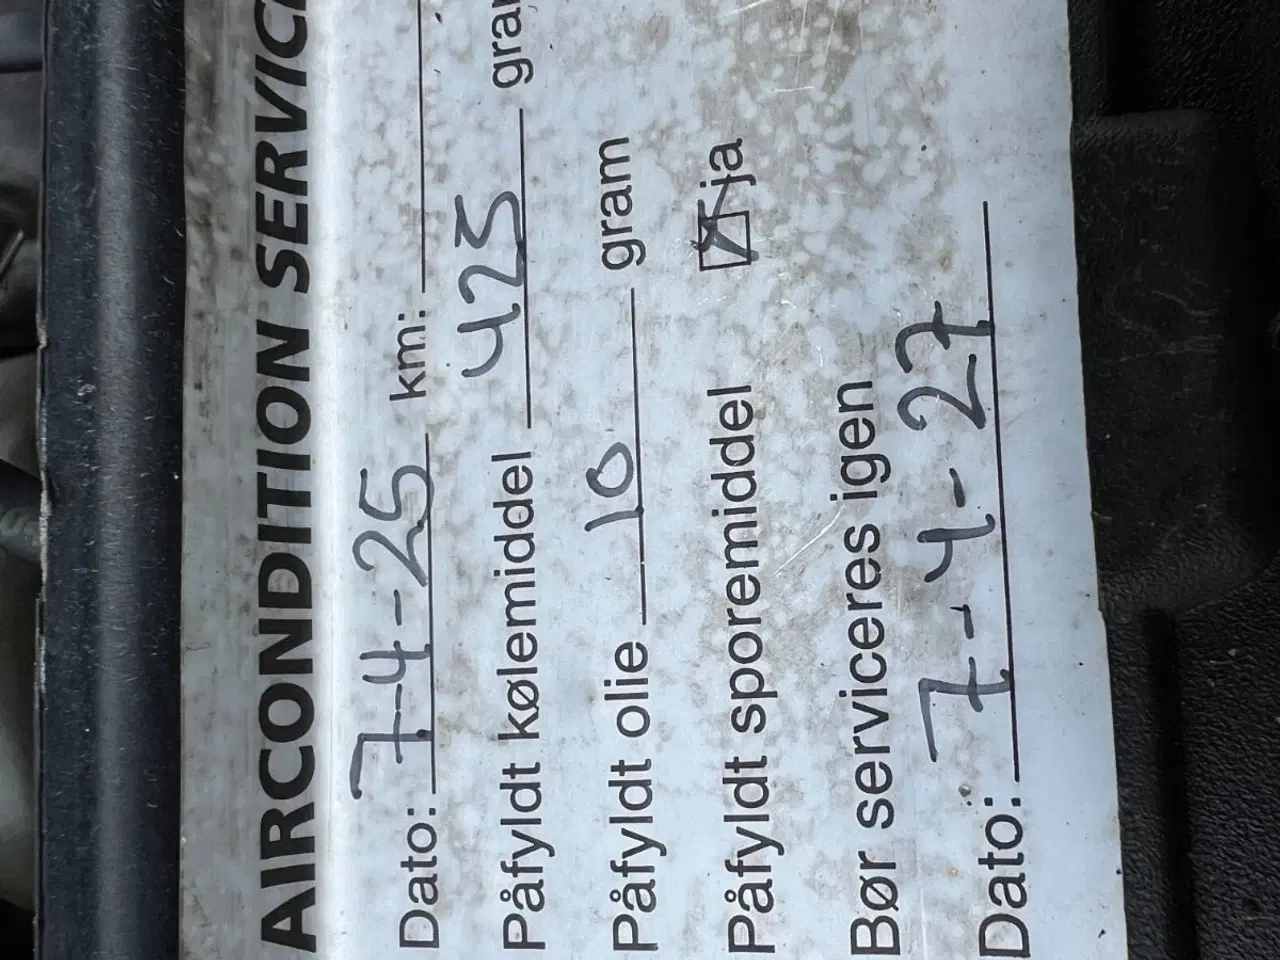 AIRCONDITION SERVICE
Dato: 7-4-25 km:
Påfyldt kølemiddel 425 gram
Påfyldt olie 10 gram
Påfyldt sporemiddel ja
Bør serviceres igen
Dato: 7-4-27